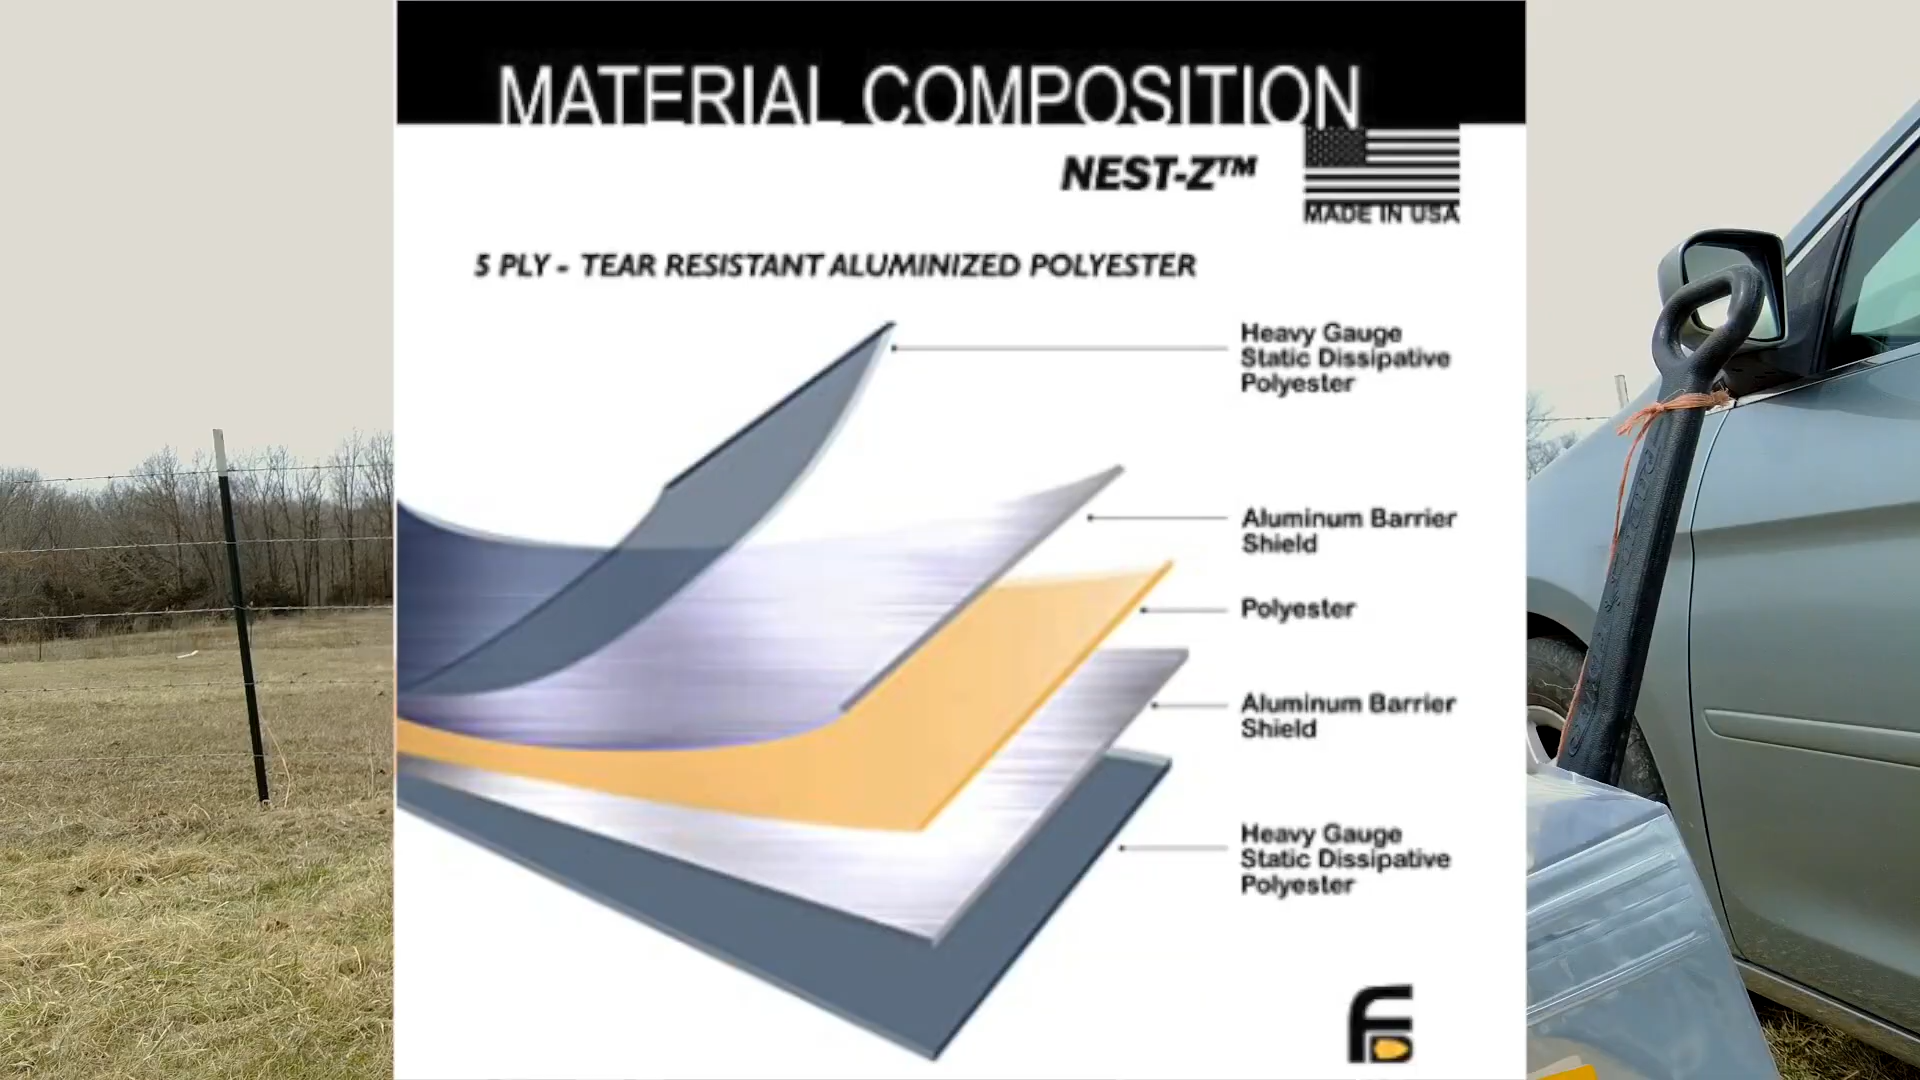 MATERIAL COMPOSITION
NEST-Z™
MADE IN USA
5 PLY - TEAR RESISTANT ALUMINIZED POLYESTER
Heavy Gauge
Static Dissipative
Polyester
Aluminum Barrier
Shield
Polyester
Aluminum Barrier
Shield
Heavy Gauge
Static Dissipative
Polyester